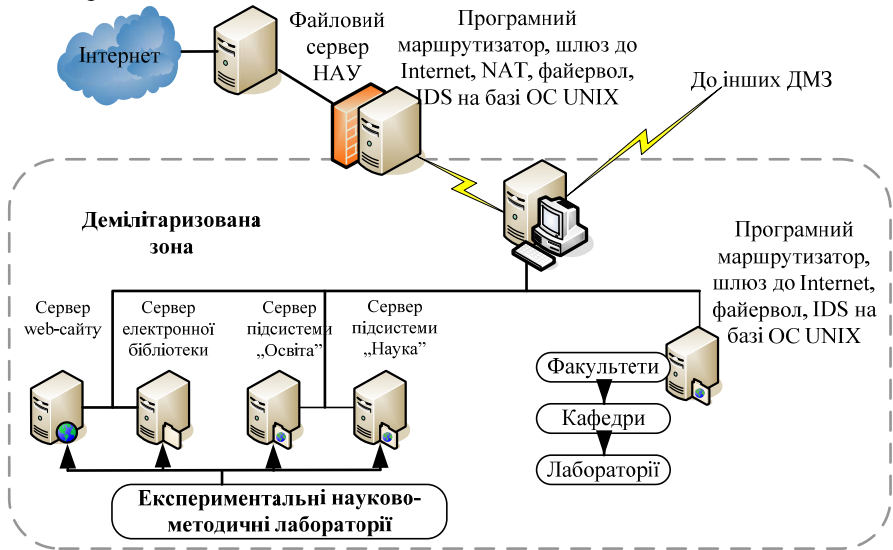 Інтернет
Файловий
сервер
НАУ
Програмний
маршрутизатор, шлюз до
Internet, NAT, файервол,
IDS на базі ОС UNIX
До інших ДМЗ
Демілітаризована
зона
Програмний
маршрутизатор,
шлюз до Internet,
файервол, IDS на
базі ОС UNIX
Сервер
web-сайту
Сервер
електронної
бібліотеки
Сервер
підсистеми
„Освіта”
Сервер
підсистеми
„Наука”
Факультети
Кафедри
Лабораторії
Експериментальні науково-
методичні лабораторії